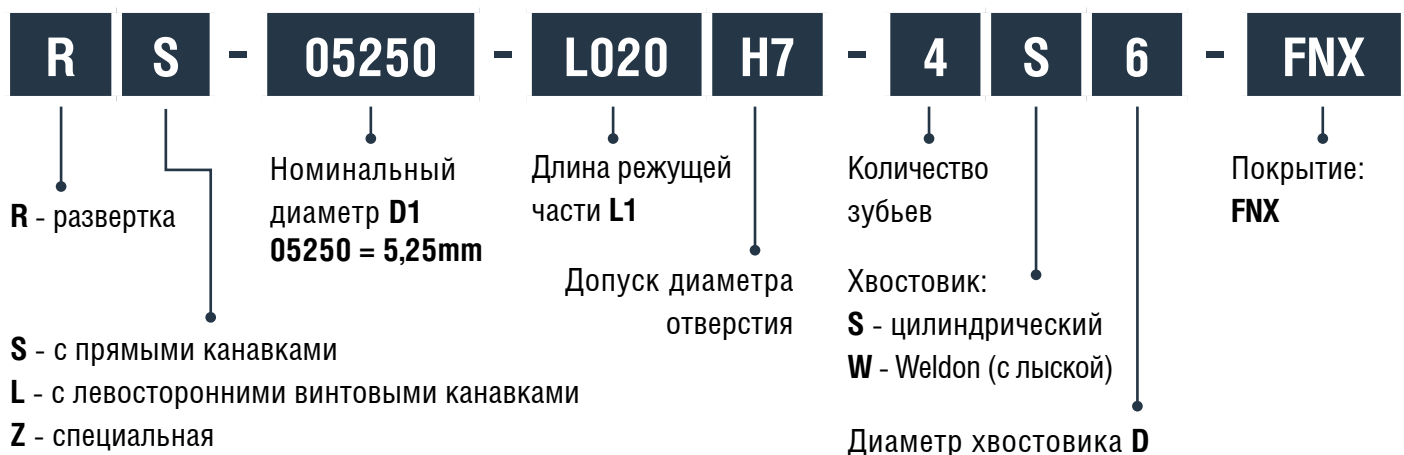 R S - 05250 - L020 H7 - 4 S 6 - FNX
R - развертка
S - с прямыми канавками
L - с левосторонними винтовыми канавками
Z - специальная
Номинальный
диаметр D1
05250 = 5,25mm
Длина режущей
части L1
Допуск диаметра
отверстия
Количество
зубьев
Хвостовик:
S - цилиндрический
W - Weldon (с лыской)
Диаметр хвостовика D
Покрытие:
FNX